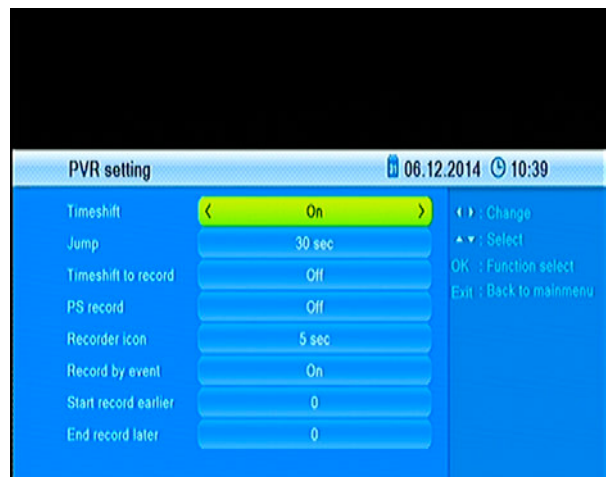 PVR setting 06.12.2014 10:39
Timeshift On
Jump 30 sec
Timeshift to record Off
PS record Off
Recorder icon 5 sec
Record by event On
Start record earlier 0
End record later 0
: Change
: Select
OK : Function select
Exit : Back to mainmenu